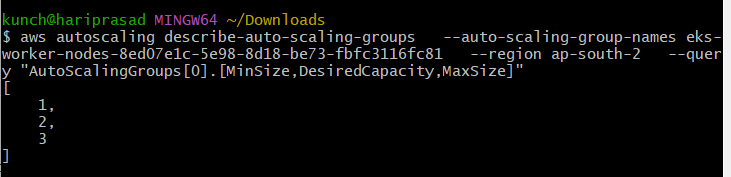 kunch@hariprasad MINGW64 ~/Downloads
$ aws autoscaling describe-auto-scaling-groups   --auto-scaling-group-names eks-
worker-nodes-8ed07e1c-5e98-8d18-be73-fbfc3116fc81   --region ap-south-2   --quer
y "AutoScalingGroups[0].[MinSize,DesiredCapacity,MaxSize]"
[
    1,
    2,
    3
]